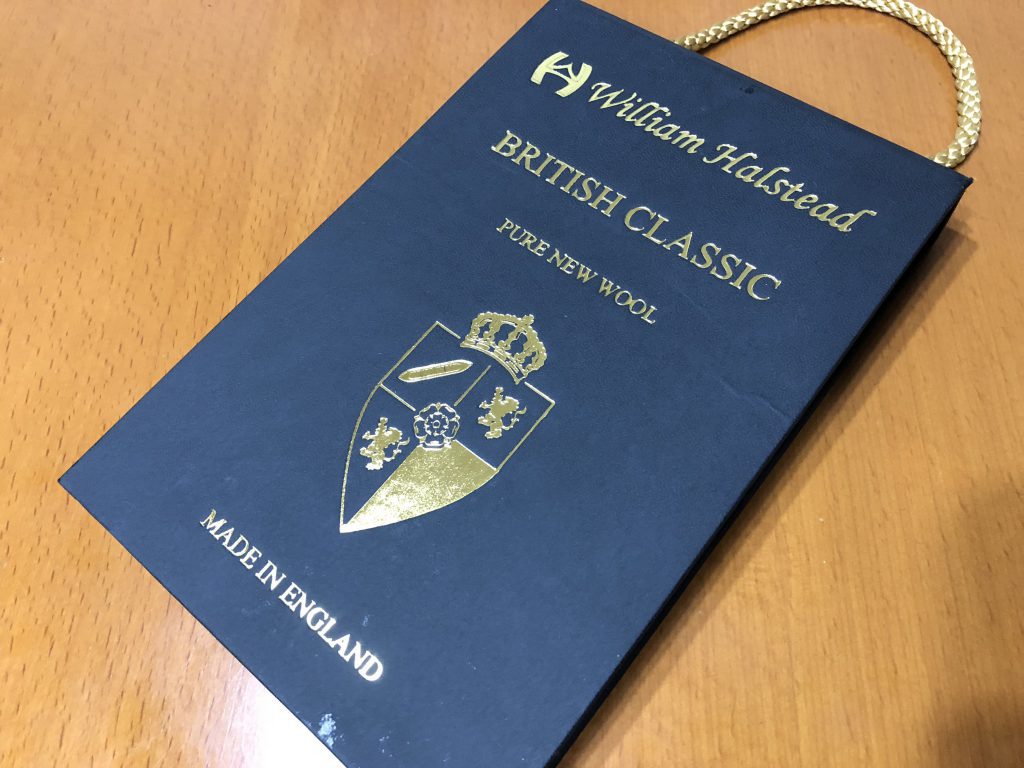 William Halstead
BRITISH CLASSIC
PURE NEW WOOL
MADE IN ENGLAND